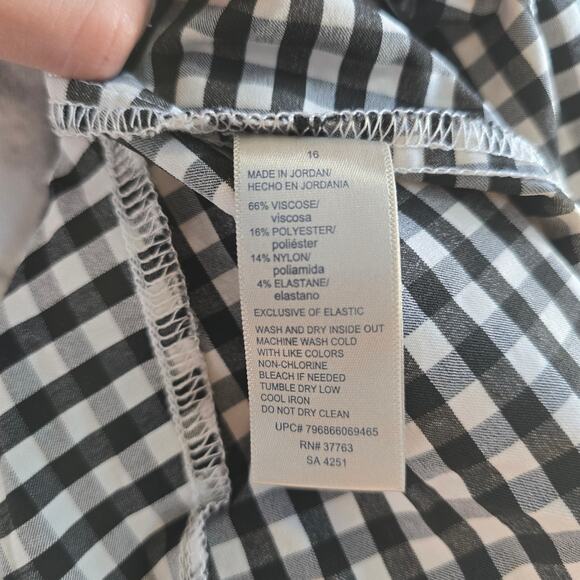 16
MADE IN JORDAN/
HECHO EN JORDANIA
66% VISCOSE/
viscosa
16% POLYESTER/
poliéster
14% NYLON/
poliamida
4% ELASTANE/
elastano
EXCLUSIVE OF ELASTIC
WASH AND DRY INSIDE OUT
MACHINE WASH COLD
WITH LIKE COLORS
NON-CHLORINE
BLEACH IF NEEDED
TUMBLE DRY LOW
COOL IRON
DO NOT DRY CLEAN
UPC# 796866069465
RN# 37763
SA 4251